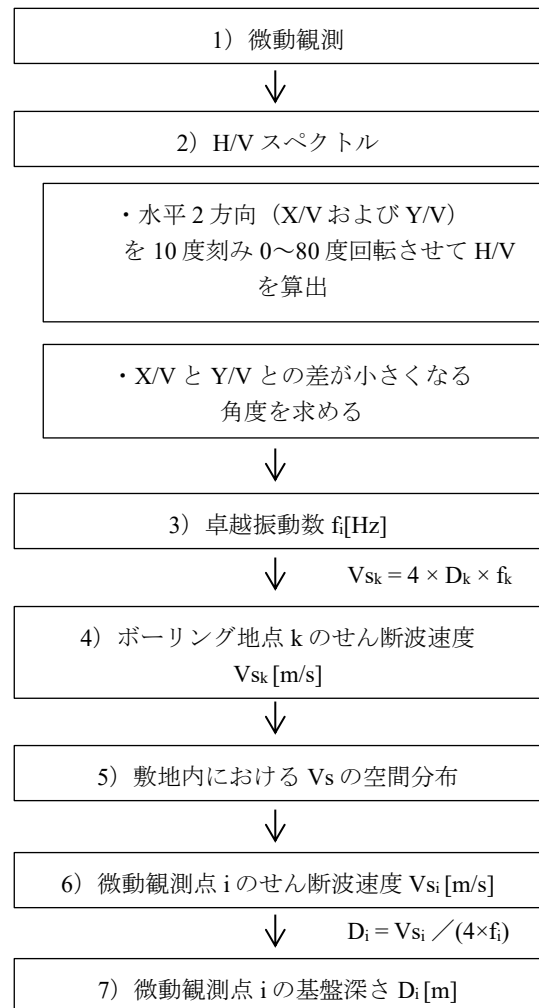 1）微動観測
2）H/V スペクトル
・水平 2 方向（X/V および Y/V）
を 10 度刻み 0～80 度回転させて H/V
を算出
・X/V と Y/V との差が小さくなる
角度を求める
3）卓越振動数 fi[Hz]
Vsk = 4 × Dk × fk
4）ボーリング地点 k のせん断波速度
Vsk [m/s]
5）敷地内における Vs の空間分布
6）微動観測点 i のせん断波速度 Vsi [m/s]
Di = Vsi ／(4×fi)
7）微動観測点 i の基盤深さ Di [m]